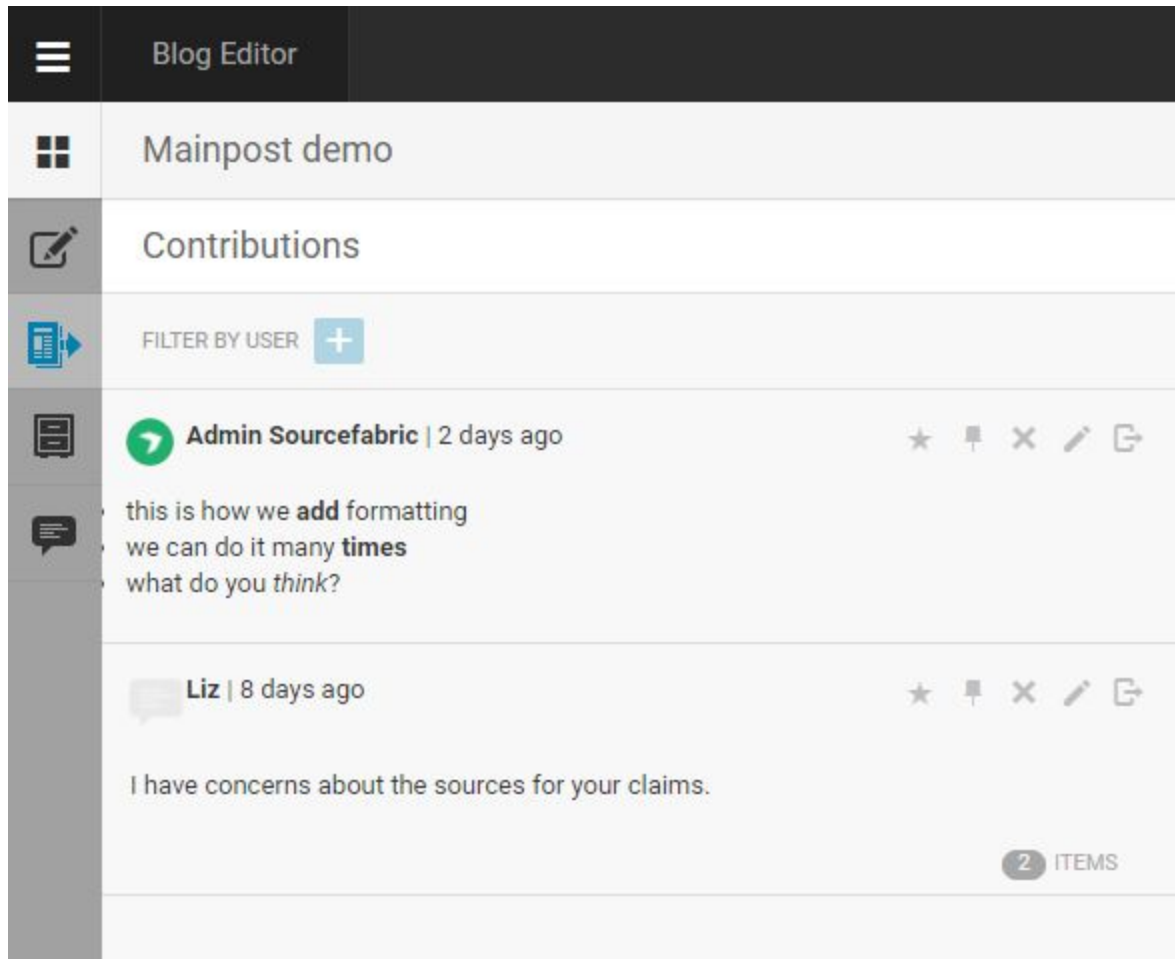 Blog Editor
Mainpost demo
Contributions
FILTER BY USER
Admin Sourcefabric | 2 days ago
this is how we add formatting
we can do it many times
what do you think?
Liz | 8 days ago
I have concerns about the sources for your claims.
2 ITEMS